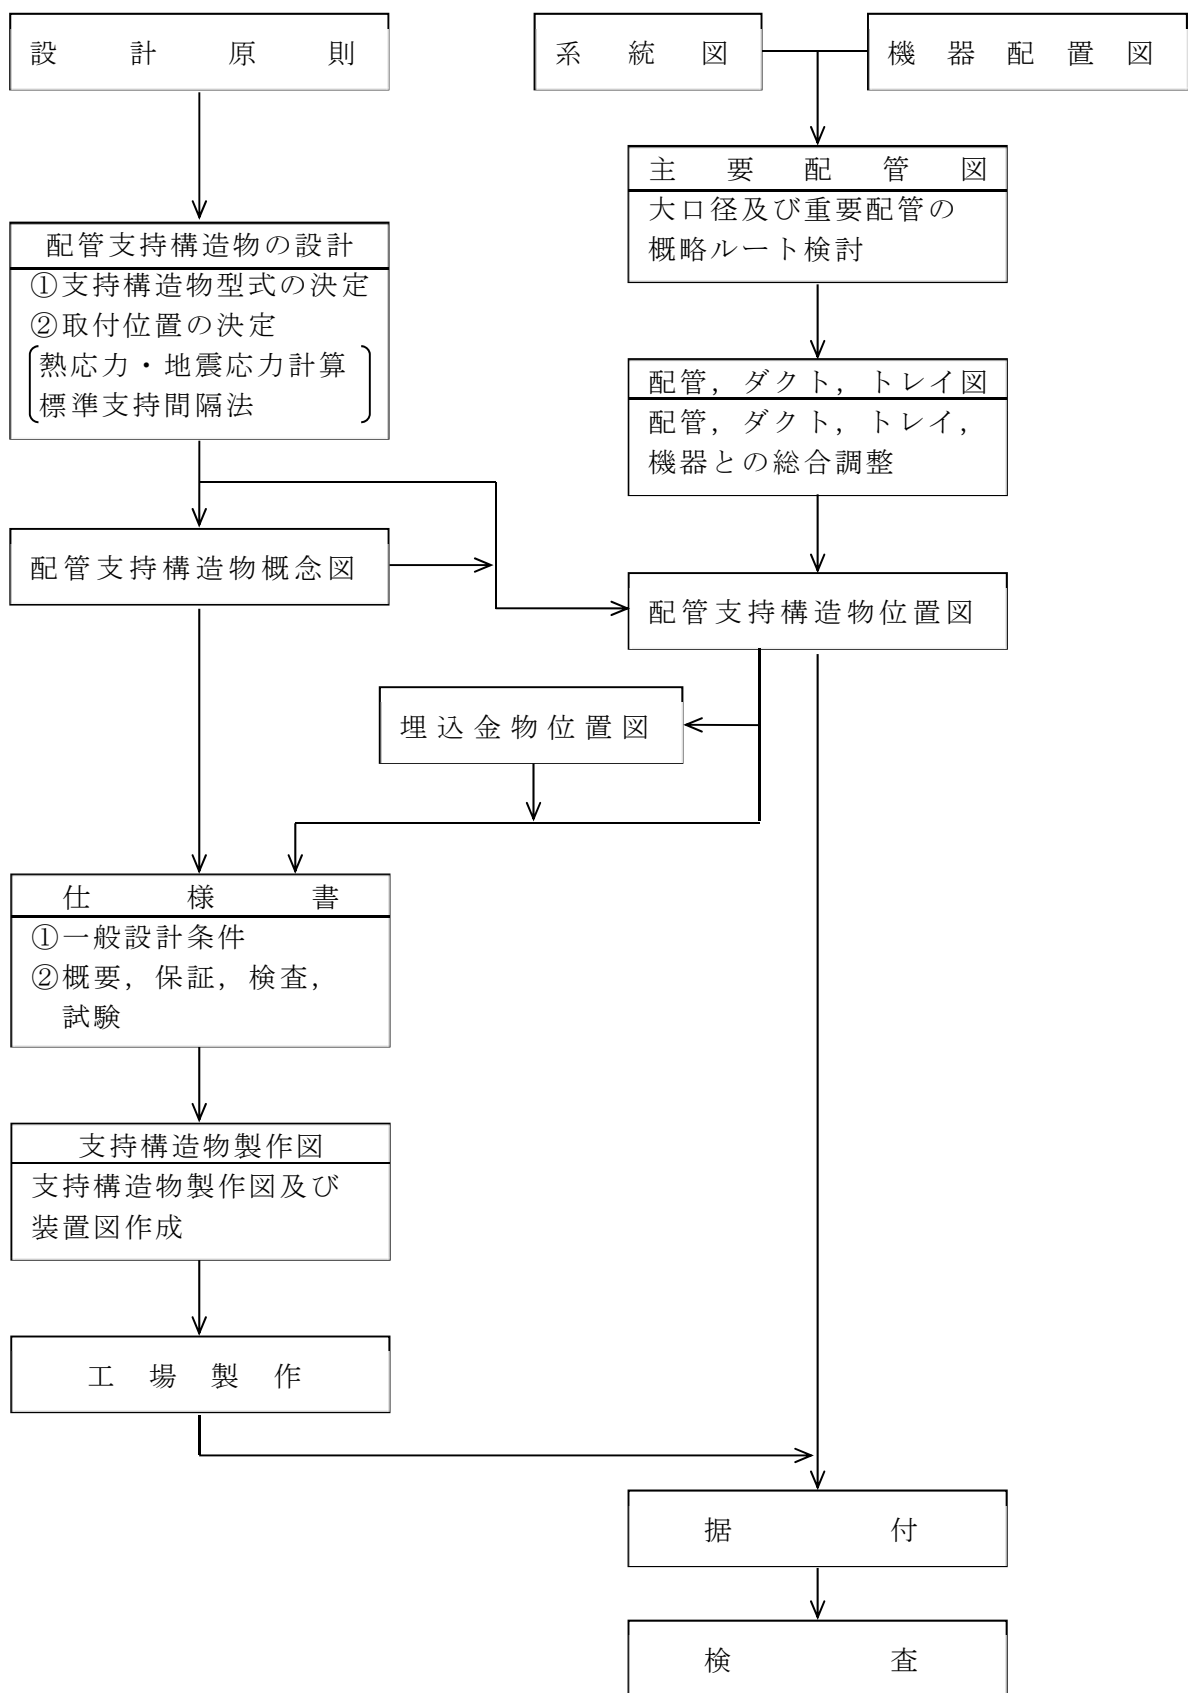 設計原則
系統図
機器配置図
主要配管図
大口径及び重要配管の
概略ルート検討
配管支持構造物の設計
①支持構造物型式の決定
②取付位置の決定
熱応力・地震応力計算
標準支持間隔法
配管，ダクト，トレイ図
配管，ダクト，トレイ，
機器との総合調整
配管支持構造物概念図
配管支持構造物位置図
埋込金物位置図
仕様書
①一般設計条件
②概要，保証，検査，
試験
支持構造物製作図
支持構造物製作図及び
装置図作成
工場製作
据付
検査